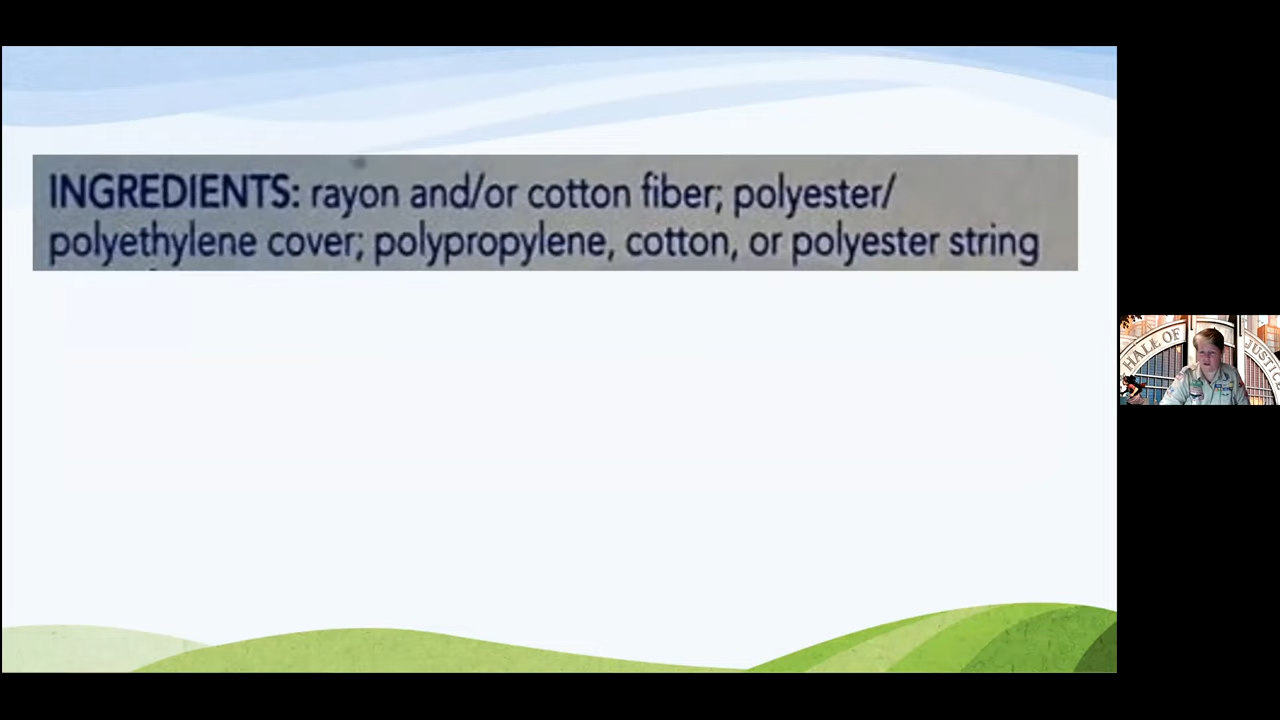 INGREDIENTS: rayon and/or cotton fiber; polyester/
polyethylene cover; polypropylene, cotton, or polyester string
HALL OF
JUSTICE